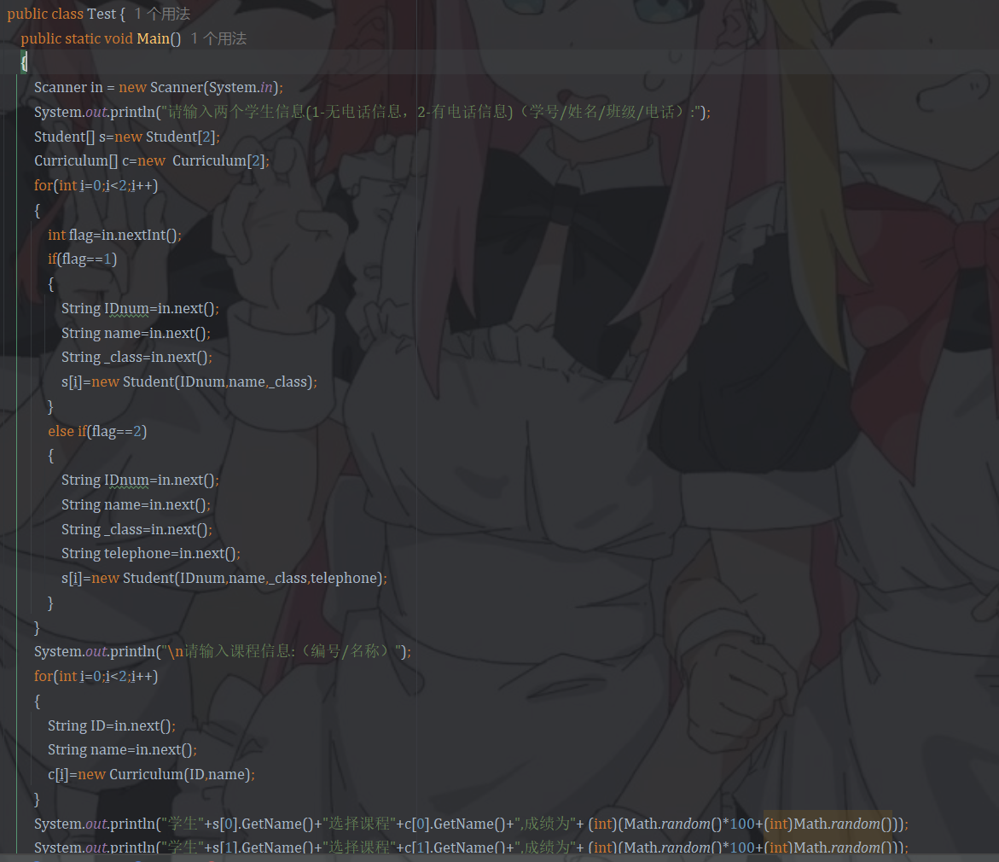 public class Test { 1 个用法
public static void Main() 1 个用法
{
Scanner in = new Scanner(System.in);
System.out.println("请输入两个学生信息(1-无电话信息，2-有电话信息)（学号/姓名/班级/电话）:");
Student[] s=new Student[2];
Curriculum[] c=new  Curriculum[2];
for(int i=0;i<2;i++)
{
int flag=in.nextInt();
if(flag==1)
{
String IDnum=in.next();
String name=in.next();
String _class=in.next();
s[i]=new Student(IDnum,name,_class);
}
else if(flag==2)
{
String IDnum=in.next();
String name=in.next();
String _class=in.next();
String telephone=in.next();
s[i]=new Student(IDnum,name,_class,telephone);
}
}
System.out.println("\n请输入课程信息:（编号/名称）");
for(int i=0;i<2;i++)
{
String ID=in.next();
String name=in.next();
c[i]=new Curriculum(ID,name);
}
System.out.println("学生"+s[0].GetName()+"选择课程"+c[0].GetName()+",成绩为"+ (int)(Math.random()*100+(int)Math.random()));
System.out.println("学生"+s[1].GetName()+"选择课程"+c[1].GetName()+",成绩为"+ (int)(Math.random()*100+(int)Math.random()));